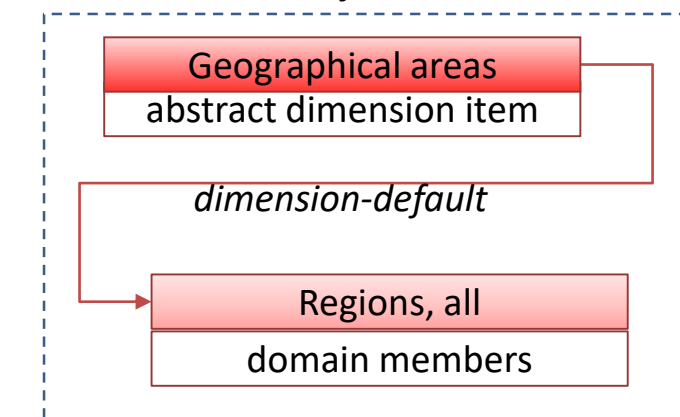 Geographical areas
abstract dimension item
dimension-default
Regions, all
domain members